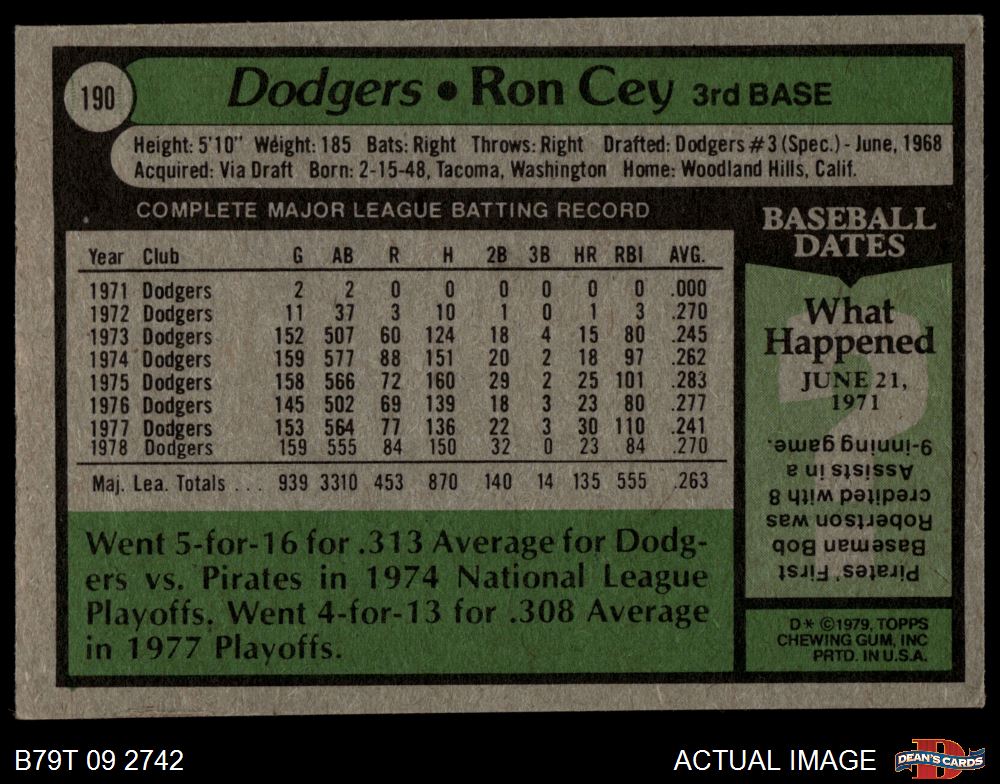 190
Dodgers • Ron Cey 3rd BASE
Height: 5'10" Weight: 185 Bats: Right Throws: Right Drafted: Dodgers #3 (Spec.) - June, 1968
Acquired: Via Draft Born: 2-15-48, Tacoma, Washington Home: Woodland Hills, Calif.
COMPLETE MAJOR LEAGUE BATTING RECORD
Year Club G AB R H 2B 3B HR RBI AVG.
1971 Dodgers 2 2 0 0 0 0 0 0 .000
1972 Dodgers 11 37 3 10 1 0 1 3 .270
1973 Dodgers 152 507 60 124 18 4 15 80 .245
1974 Dodgers 159 577 88 151 20 2 18 97 .262
1975 Dodgers 158 566 72 160 29 2 25 101 .283
1976 Dodgers 145 502 69 139 18 3 23 80 .277
1977 Dodgers 153 564 77 136 22 3 30 110 .241
1978 Dodgers 159 555 84 150 32 0 23 84 .270
Maj. Lea. Totals . . . 939 3310 453 870 140 14 135 555 .263
Went 5-for-16 for .313 Average for Dodg-
ers vs. Pirates in 1974 National League
Playoffs. Went 4-for-13 for .308 Average
in 1977 Playoffs.
BASEBALL
DATES
What
Happened
JUNE 21,
1971
Pirates' First
Baseman Bob
Robertson was
credited with 8
Assists in a
9-inning game.
D* ©1979, TOPPS
CHEWING GUM, INC
PRTD. IN U.S.A.
B79T 09 2742
ACTUAL IMAGE
D
DEAN'S CARDS